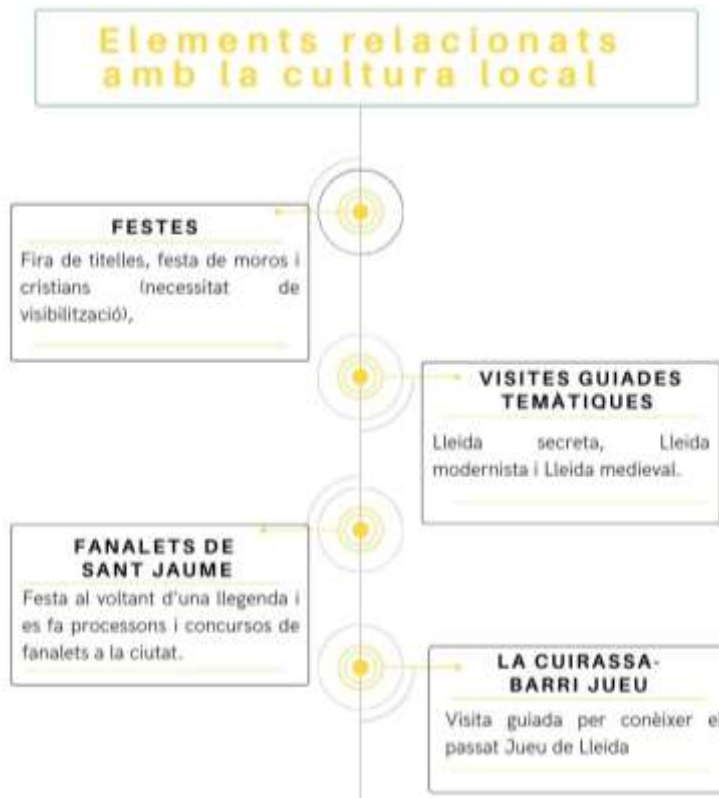 Elements relacionats
amb la cultura local
FESTES
Fira de titelles, festa de moros i
cristians (necessitat de
visibilització),
VISITES GUIADES
TEMÀTIQUES
Lleida secreta, Lleida
modernista i Lleida medieval.
FANALETS DE
SANT JAUME
Festa al voltant d'una llegenda i
es fa processons i concursos de
fanalets a la ciutat.
LA CUIRASSA-
BARRI JUEU
Visita guiada per conèixer el
passat Jueu de Lleida